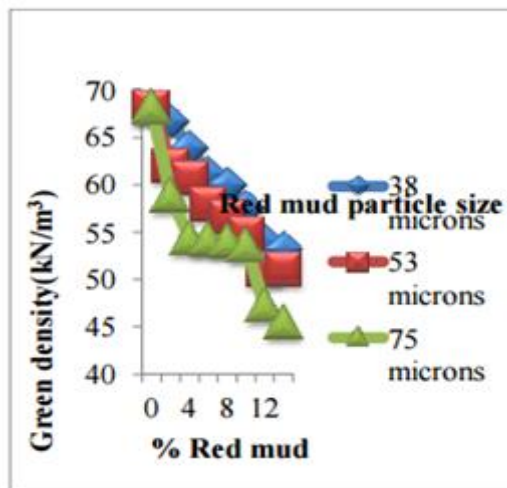 70
65
60
55
50
45
40
Green density(kN/m³)
0 4 8 12
% Red mud
Red mud particle size
38
microns
53
microns
75
microns